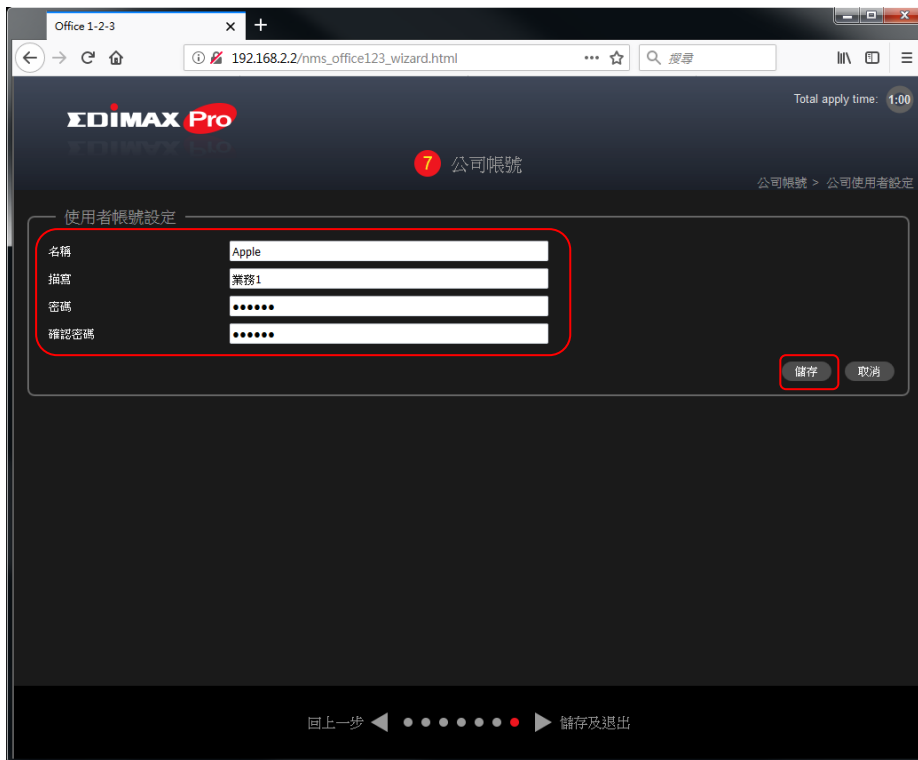 Office 1-2-3
192.168.2.2/nms_office123_wizard.html
搜尋
Total apply time: 1:00
EDIMAX Pro
7 公司帳號
公司帳號 > 公司使用者設定
使用者帳號設定
名稱 Apple
描寫 業務1
密碼 ••••••
確認密碼 ••••••
儲存 取消
回上一步 儲存及退出